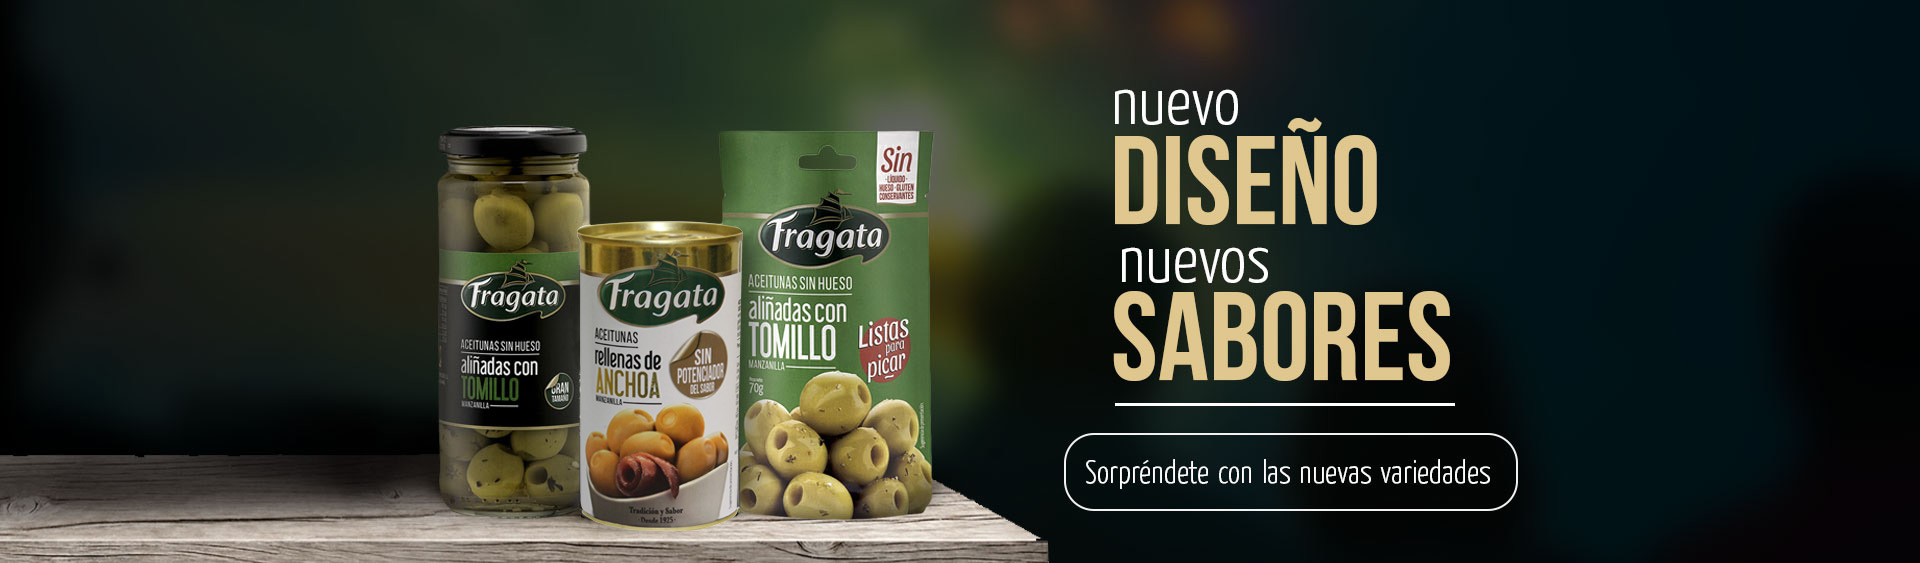 Fragata
ACEITUNAS SIN HUESO
aliñadas con
TOMILLO
MANZANILLA
GRAN
TAMAÑO
Fragata
ACEITUNAS
rellenas de
ANCHOA
MANZANILLA
SIN
POTENCIADOR
DEL SABOR
Tradición y Sabor
-Desde 1925-
Sin
-LÍQUIDO-
HUESO-GLUTEN
CONSERVANTES
Fragata
ACEITUNAS SIN HUESO
aliñadas con
TOMILLO
MANZANILLA
70g
Listas
para
picar
nuevo
DISEÑO
nuevos
SABORES
Sorpréndete con las nuevas variedades